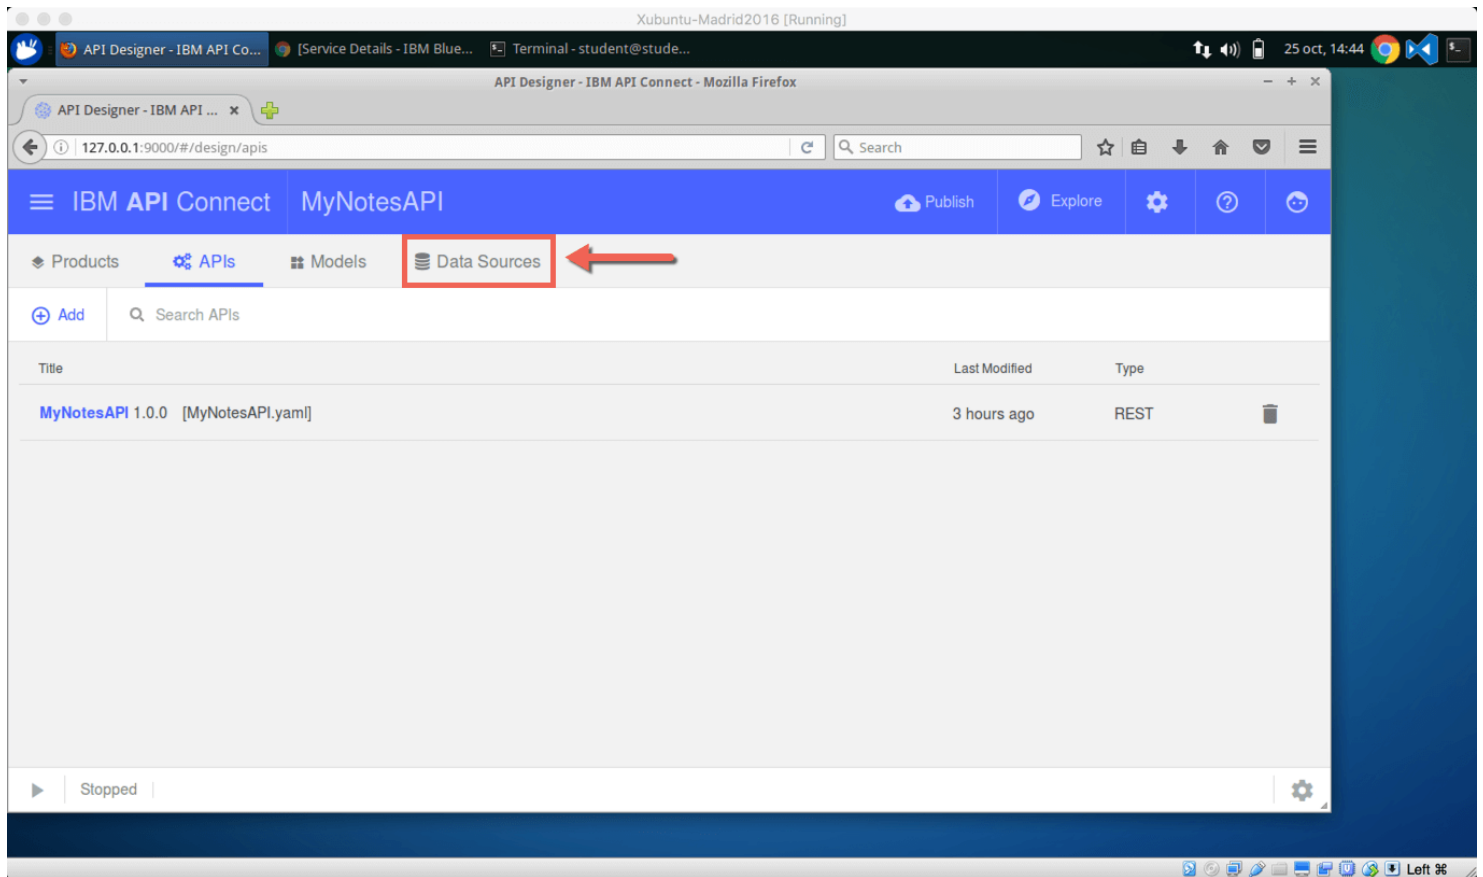 Xubuntu-Madrid2016 [Running]
API Designer - IBM API Co... [Service Details - IBM Blue... Terminal - student@stude... 25 oct, 14:44
API Designer - IBM API Connect - Mozilla Firefox
API Designer - IBM API ...
127.0.0.1:9000/#/design/apis Search
IBM API Connect MyNotesAPI Publish Explore
Products APIs Models Data Sources
Add Search APIs
Title Last Modified Type
MyNotesAPI 1.0.0 [MyNotesAPI.yaml] 3 hours ago REST
Stopped
Left ⌘